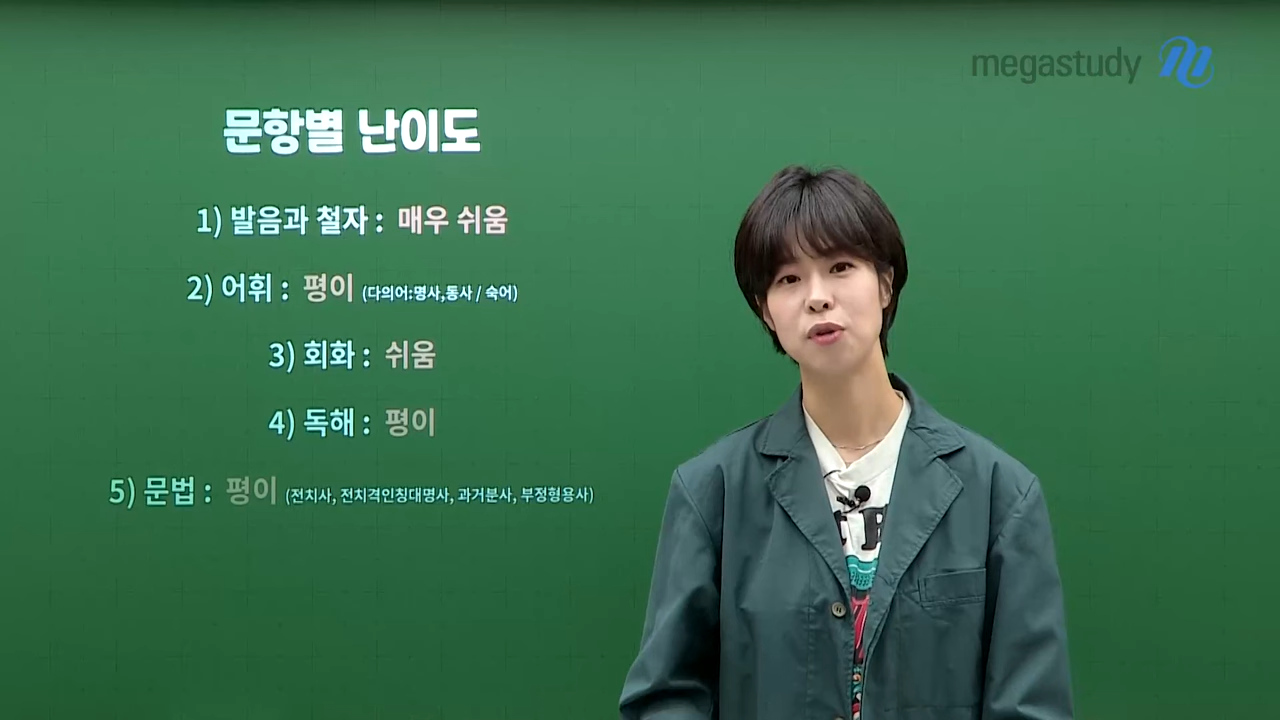 megastudy
문항별 난이도
1) 발음과 철자 : 매우 쉬움
2) 어휘 : 평이 (다의어:명사,동사 / 숙어)
3) 회화 : 쉬움
4) 독해 : 평이
5) 문법 : 평이 (전치사, 전치격인칭대명사, 과거분사, 부정형용사)